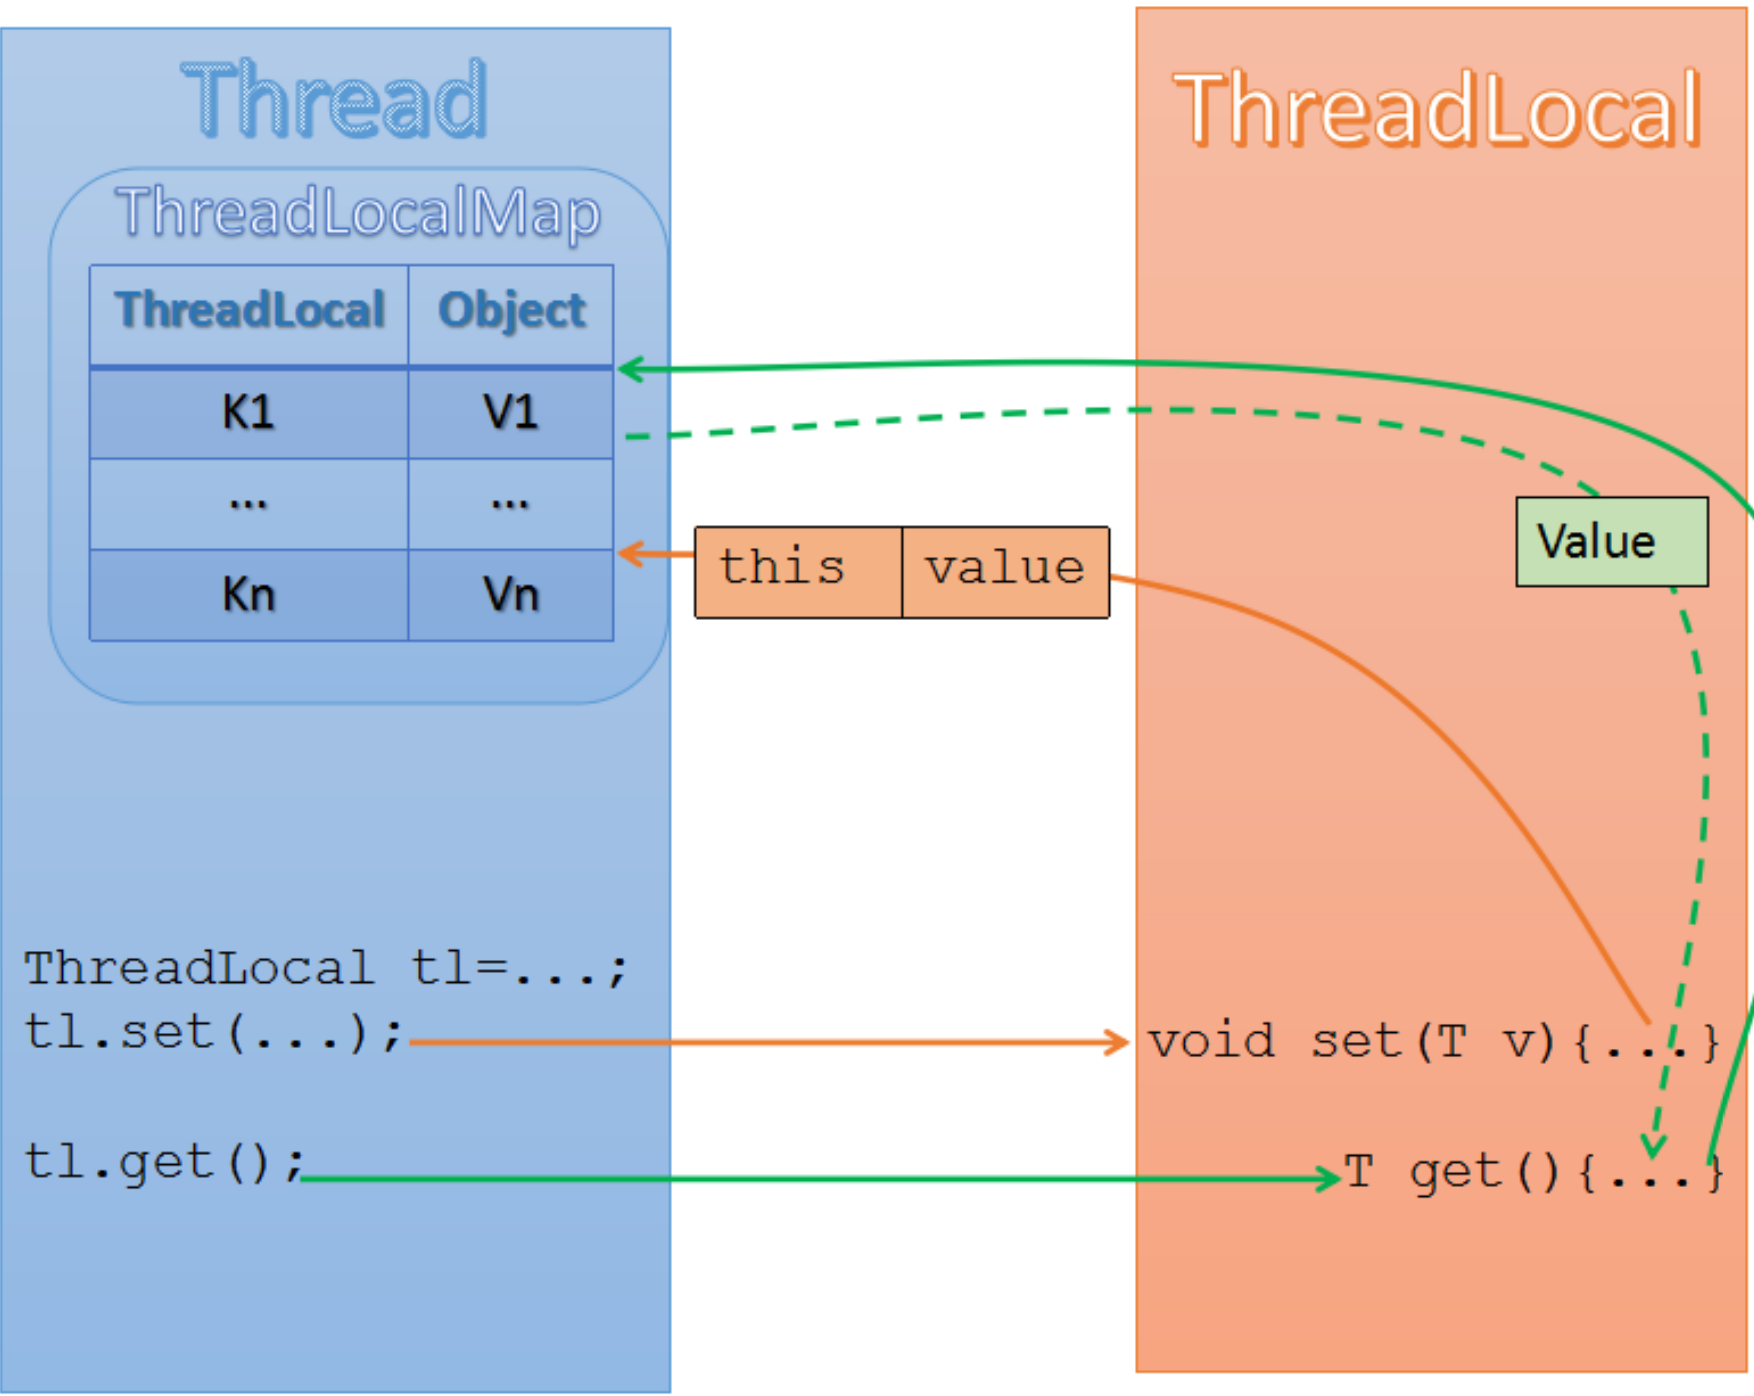 Thread
ThreadLocalMap
ThreadLocal Object
K1 V1
... ...
Kn Vn
ThreadLocal tl=...;
tl.set(...);
tl.get();
this value
ThreadLocal
Value
void set(T v){...}
T get(){...}